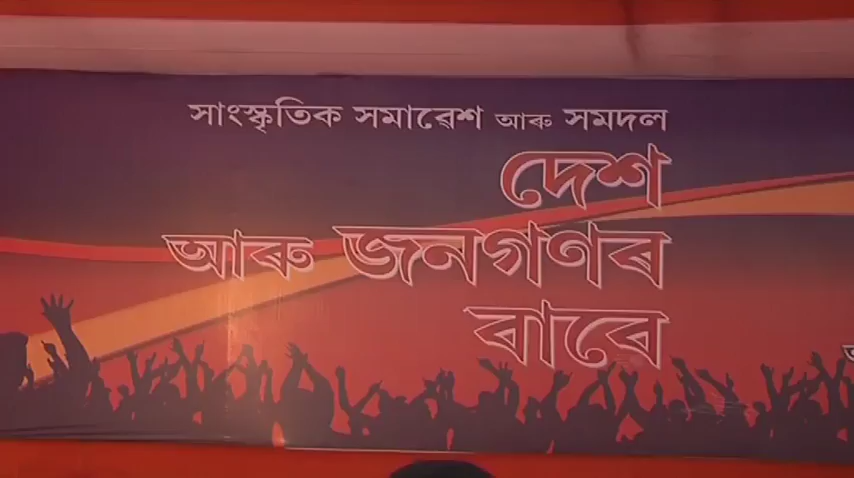 সাংস্কৃতিক সমাৱেশ আৰু সমদল
দেশ
আৰু জনগণৰ
বাবে